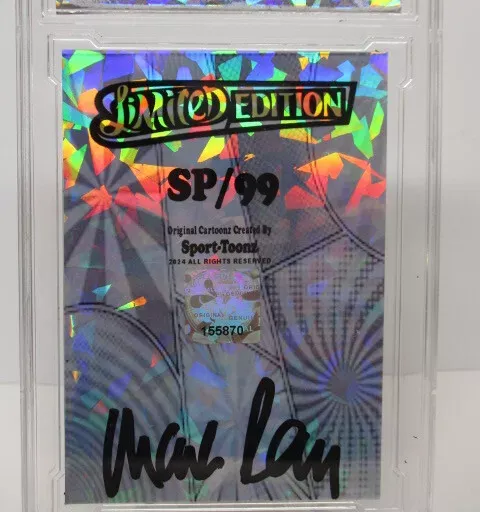 Limited EDITION
SP/99
Original Cartoonz Created By
Sport-Toonz
2024 ALL RIGHTS RESERVED
155870